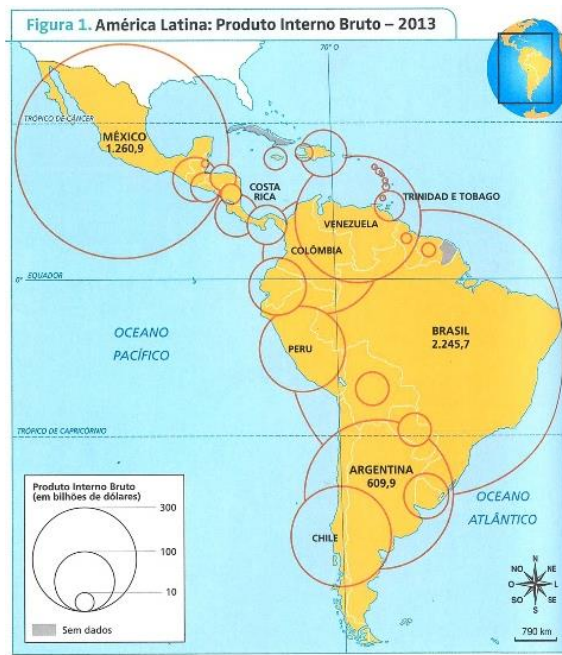 Figura 1. América Latina: Produto Interno Bruto – 2013
70° O
TRÓPICO DE CÂNCER
MÉXICO
1.260,9
COSTA
RICA
TRINIDAD E TOBAGO
VENEZUELA
COLÔMBIA
EQUADOR
0°
OCEANO
PACÍFICO
BRASIL
2.245,7
PERU
TRÓPICO DE CAPRICÓRNIO
ARGENTINA
609,9
OCEANO
ATLÂNTICO
CHILE
Produto Interno Bruto
(em bilhões de dólares)
300
100
10
Sem dados
N
NO
NE
O
L
SO
SE
S
790 km